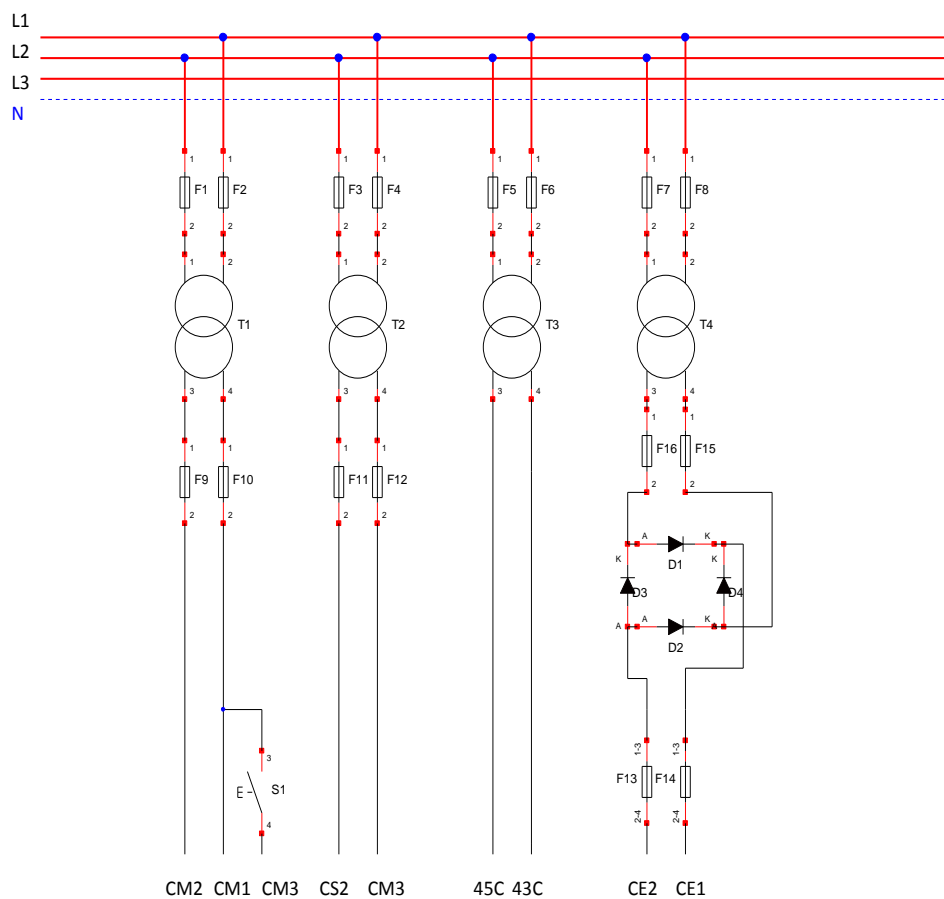 L1
L2
L3
N
1 1 1 1 1 1 1 1
F1 F2 F3 F4 F5 F6 F7 F8
2 2 2 2 2 2 2 2
1 2 1 2 1 2 1 2
T1 T2 T3 T4
3 4 3 4 3 4 3 4
1 1
1 1 1 1
F16 F15
F9 F10 F11 F12
2 2
2 2 2 2
A K
K D1 K
D3 D4
A A K A
D2
1-3 1-3
3
F13 F14
E S1
2-4 2-4
4
CM2 CM1 CM3 CS2 CM3 45C 43C CE2 CE1